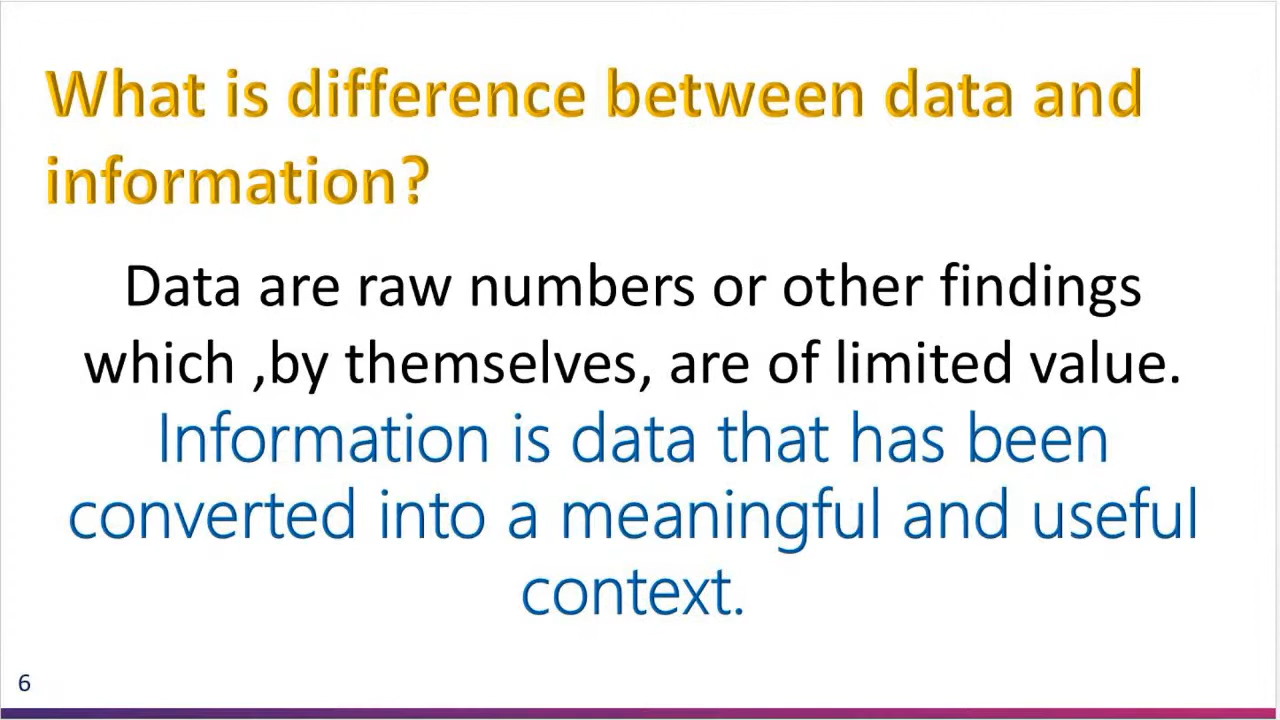 What is difference between data and
information?
Data are raw numbers or other findings
which ,by themselves, are of limited value.
Information is data that has been
converted into a meaningful and useful
context.
6